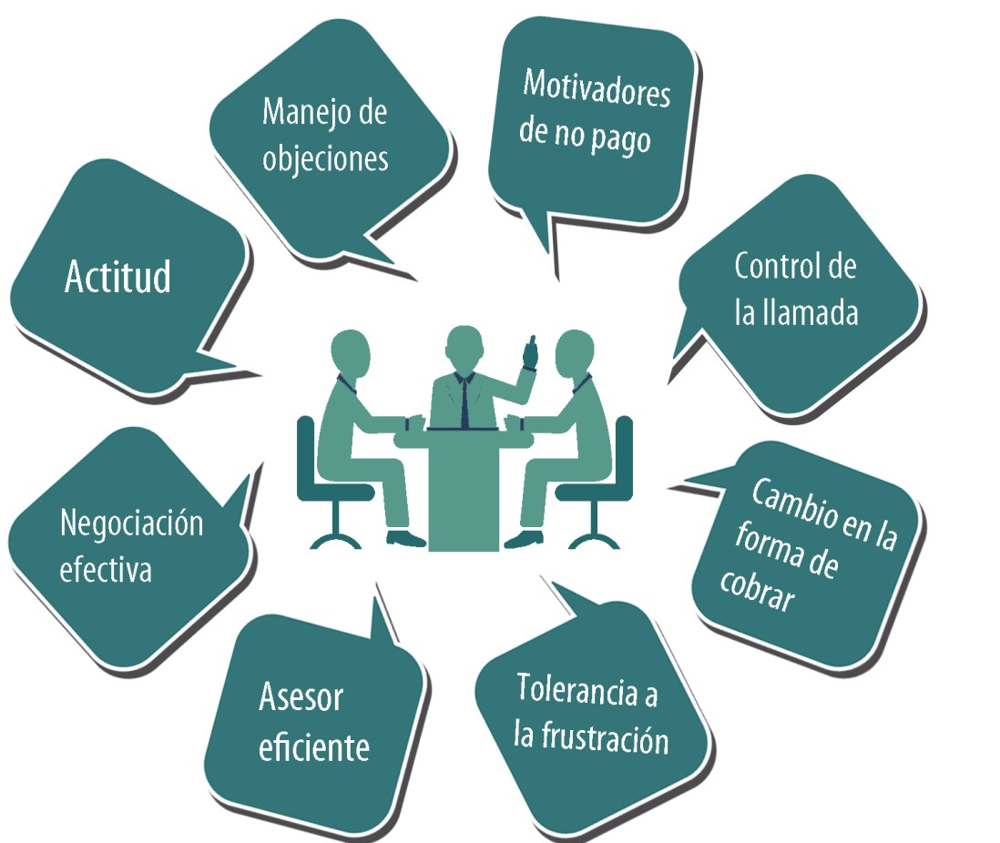 Manejo de
objeciones
Motivadores
de no pago
Actitud
Control de
la llamada
Negociación
efectiva
Cambio en la
forma de
cobrar
Asesor
eficiente
Tolerancia a
la frustración